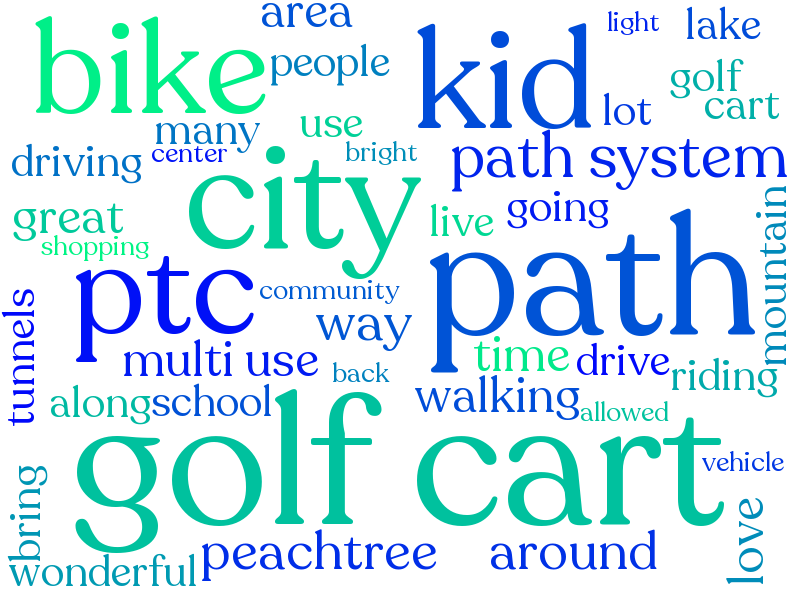 area
light
lake
bike
kid
people
golf
cart
lot
many
use
path system
driving
center
bright
city
mountain
great
live
going
shopping
path
ptc
community
way
tunnels
multi use
time
drive
back
riding
along
school
walking
allowed
golf cart
vehicle
bring
love
peachtree
around
wonderful